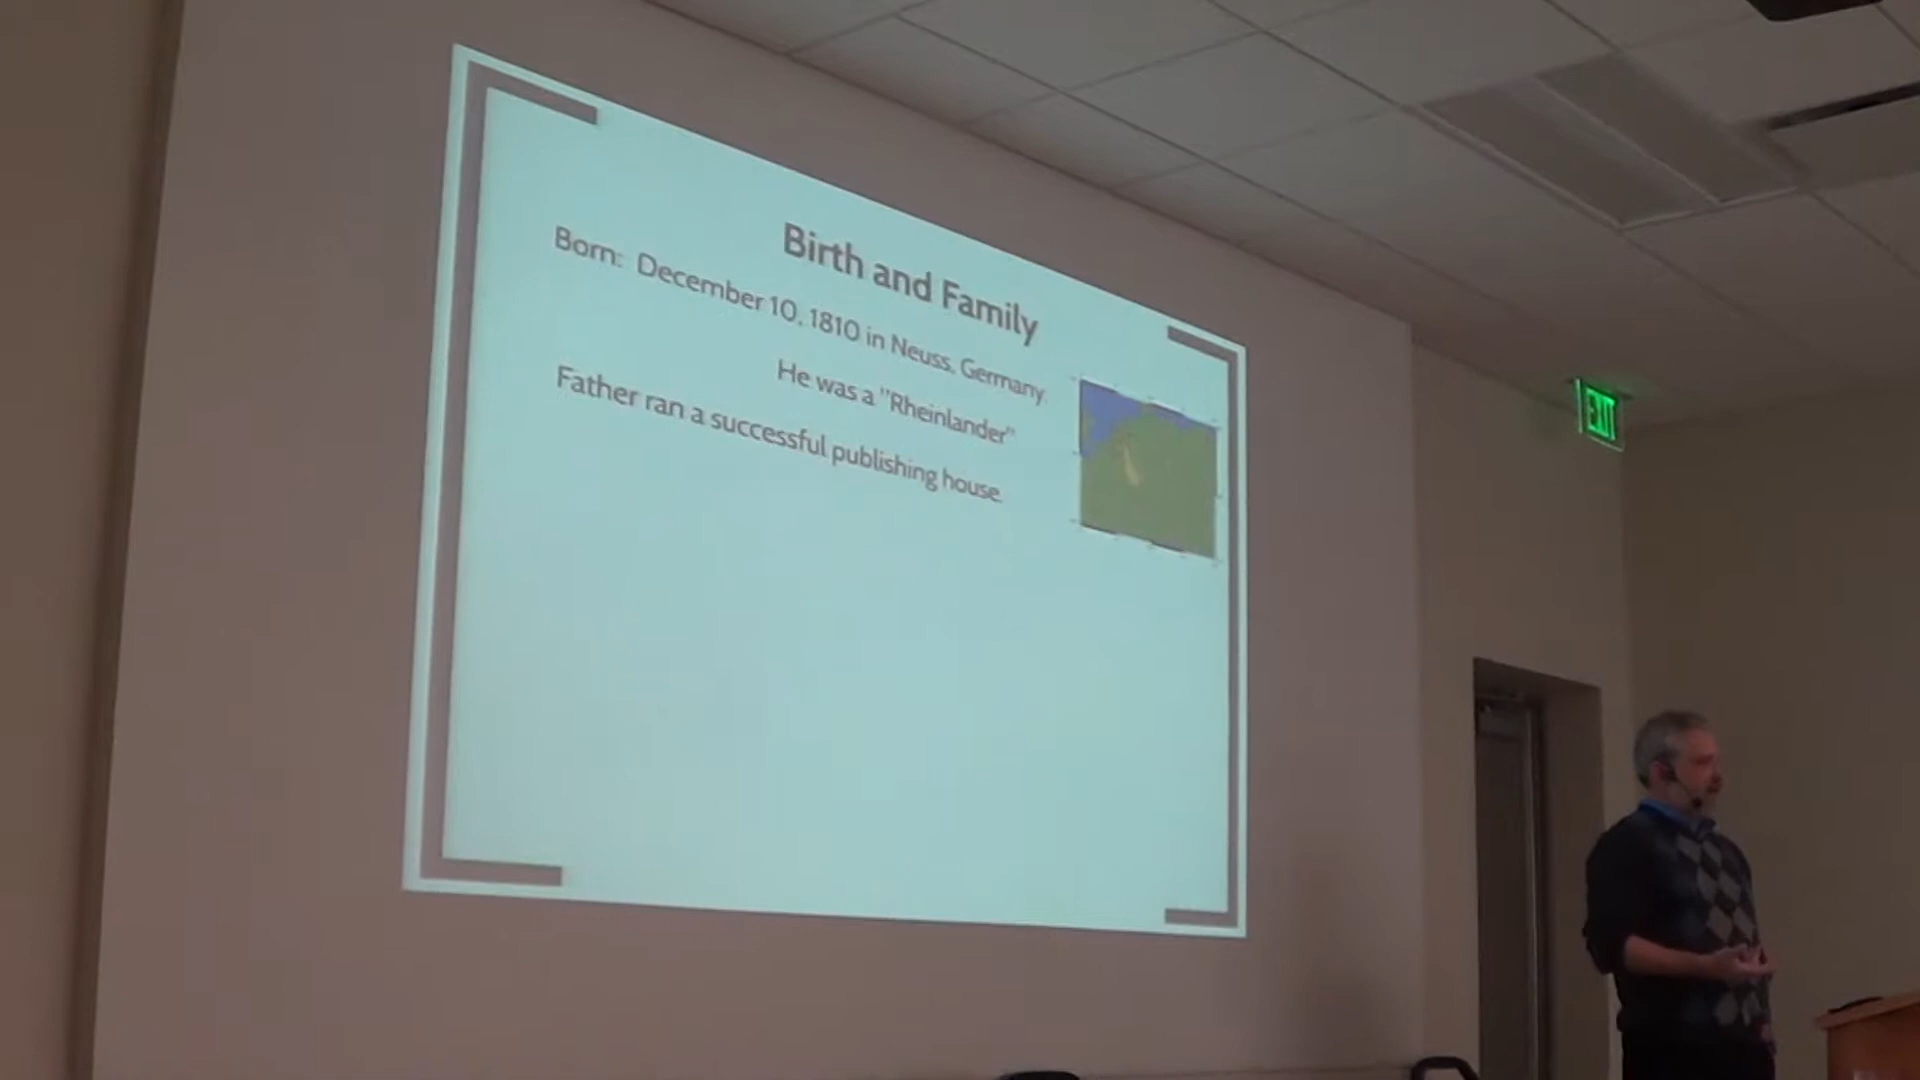 Birth and Family
Born: December 10, 1810 in Neuss, Germany.
He was a "Rheinlander"
Father ran a successful publishing house.
EXIT